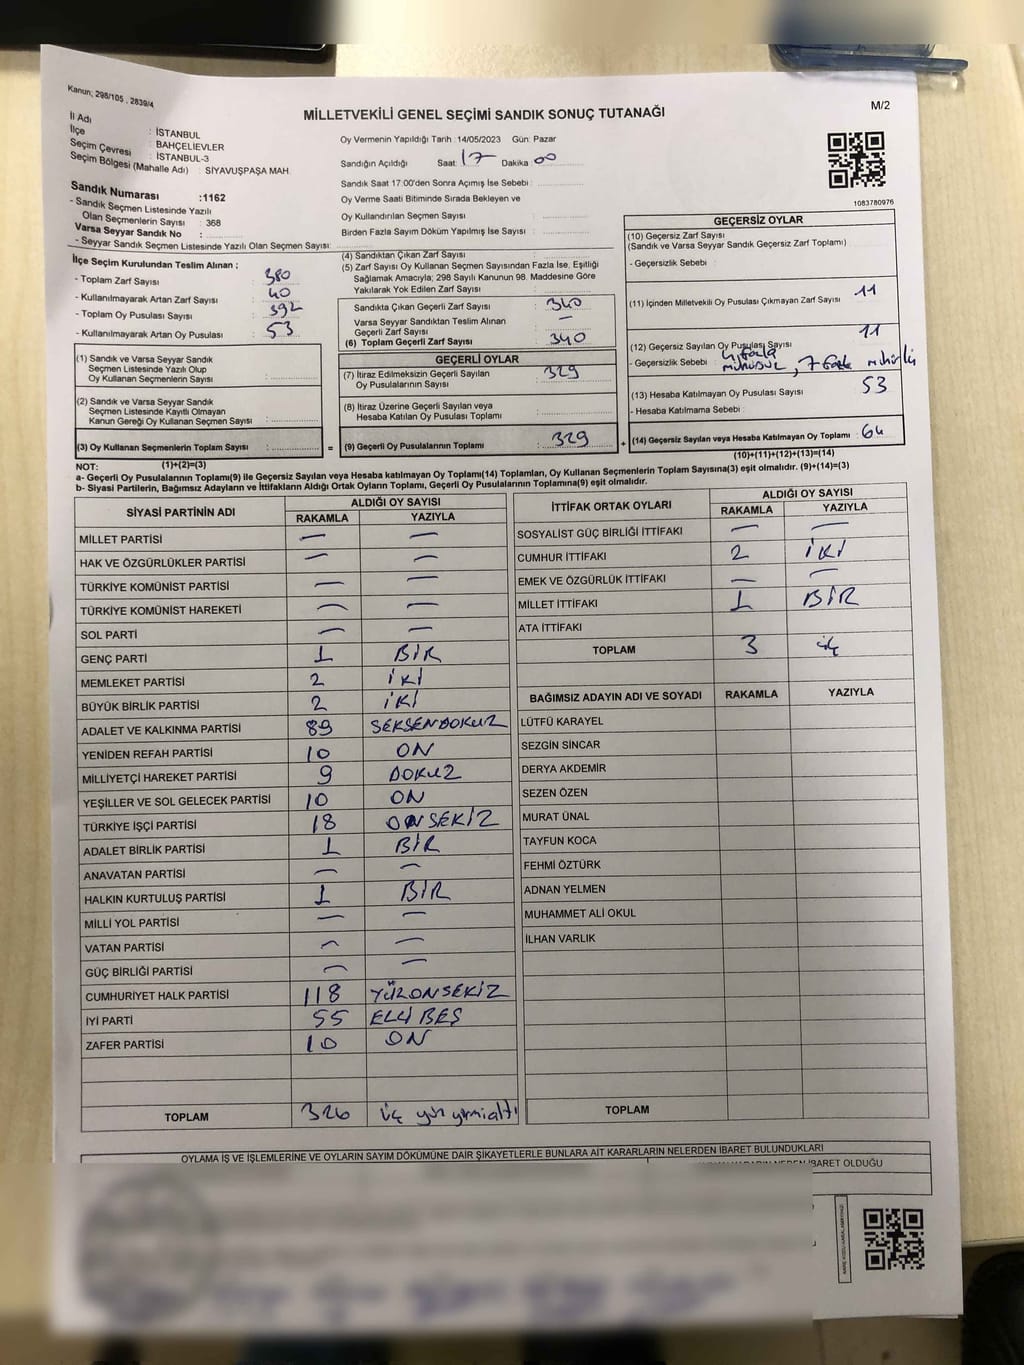 Kanun; 298/105 , 2839/4
MİLLETVEKİLİ GENEL SEÇİMİ SANDIK SONUÇ TUTANAĞI
M/2
İl Adı : İSTANBUL
İlçe : BAHÇELİEVLER
Seçim Çevresi : İSTANBUL-3
Seçim Bölgesi (Mahalle Adı) : SİYAVUŞPAŞA MAH.
Sandık Numarası :1162
- Sandık Seçmen Listesinde Yazılı
Olan Seçmenlerin Sayısı : 368
Varsa Seyyar Sandık No :
- Seyyar Sandık Seçmen Listesinde Yazılı Olan Seçmen Sayısı:
Oy Vermenin Yapıldığı Tarih :14/05/2023 Gün: Pazar
Sandığın Açıldığı Saat: 17 Dakika 00
Sandık Saat 17:00'den Sonra Açımış İse Sebebi :
Oy Verme Saati Bitiminde Sırada Bekleyen ve
Oy Kullandırılan Seçmen Sayısı :
Birden Fazla Sayım Döküm Yapılmış İse Sayısı :
1083780976
İlçe Seçim Kurulundan Teslim Alınan ;
- Toplam Zarf Sayısı : 380
- Kullanılmayarak Artan Zarf Sayısı : 40
- Toplam Oy Pusulası Sayısı : 392
- Kullanılmayarak Artan Oy Pusulası : 53
(1) Sandık ve Varsa Seyyar Sandık
Seçmen Listesinde Yazılı Olup
Oy Kullanan Seçmenlerin Sayısı :
(2) Sandık ve Varsa Seyyar Sandık
Seçmen Listesinde Kayıtlı Olmayan
Kanun Gereği Oy Kullanan Seçmenlerin Sayısı :
(3) Oy Kullanan Seçmenlerin Toplam Sayısı : =
(1)+(2)=(3)
(4) Sandıktan Çıkan Zarf Sayısı :
(5) Zarf Sayısı Oy Kullanan Seçmen Sayısından Fazla İse, Eşitliği
Sağlamak Amacıyla; 298 Sayılı Kanunun 98. Maddesine Göre
Yakılarak Yok Edilen Zarf Sayısı :
Sandıkta Çıkan Geçerli Zarf Sayısı : 340
Varsa Seyyar Sandıktan Teslim Alınan
Geçerli Zarf Sayısı : —
(6) Toplam Geçerli Zarf Sayısı : 340
GEÇERLİ OYLAR
(7) İtiraz Edilmeksizin Geçerli Sayılan
Oy Pusulalarının Sayısı : 329
(8) İtiraz Üzerine Geçerli Sayılan veya
Hesaba Katılan Oy Pusulası Toplamı :
(9) Geçerli Oy Pusulalarının Toplamı : 329 +
GEÇERSİZ OYLAR
(10) Geçersiz Zarf Sayısı
(Sandık ve Varsa Seyyar Sandık Geçersiz Zarf Toplamı)
- Geçersizlik Sebebi :
(11) İçinden Milletvekili Oy Pusulası Çıkmayan Zarf Sayısı : 11
(12) Geçersiz Sayılan Oy Pusulası Sayısı : 11
- Geçersizlik Sebebi : 4 fazla , 7 fazla mühürlü
(13) Hesaba Katılmayan Oy Pusulası Sayısı : 53
- Hesaba Katılmama Sebebi :
(14) Geçersiz Sayılan veya Hesaba Katılmayan Oy Toplamı : 64
(10)+(11)+(12)+(13)=(14)
NOT:
a- Geçerli Oy Pusulalarının Toplamı(9) ile Geçersiz Sayılan veya Hesaba katılmayan Oy Toplamı(14) Toplamları, Oy Kullanan Seçmenlerin Toplam Sayısına(3) eşit olmalıdır. (9)+(14)=(3)
b- Siyasi Partilerin, Bağımsız Adayların ve İttifakların Aldığı Ortak Oyların Toplamı, Geçerli Oy Pusulalarının Toplamına(9) eşit olmalıdır.
SİYASİ PARTİNİN ADI ALDIĞI OY SAYISI
RAKAMLA YAZIYLA
MİLLET PARTİSİ — —
HAK VE ÖZGÜRLÜKLER PARTİSİ — —
TÜRKİYE KOMÜNİST PARTİSİ — —
TÜRKİYE KOMÜNİST HAREKETİ — —
SOL PARTİ — —
GENÇ PARTİ 1 BİR
MEMLEKET PARTİSİ 2 İKİ
BÜYÜK BİRLİK PARTİSİ 2 İKİ
ADALET VE KALKINMA PARTİSİ 89 SEKSENDOKUZ
YENİDEN REFAH PARTİSİ 10 ON
MİLLİYETÇİ HAREKET PARTİSİ 9 DOKUZ
YEŞİLLER VE SOL GELECEK PARTİSİ 10 ON
TÜRKİYE İŞÇİ PARTİSİ 18 ONSEKİZ
ADALET BİRLİK PARTİSİ 1 BİR
ANAVATAN PARTİSİ — —
HALKIN KURTULUŞ PARTİSİ 1 BİR
MİLLİ YOL PARTİSİ — —
VATAN PARTİSİ — —
GÜÇ BİRLİĞİ PARTİSİ — —
CUMHURİYET HALK PARTİSİ 118 YÜZONSEKİZ
İYİ PARTİ 55 ELLİ BEŞ
ZAFER PARTİSİ 10 ON
TOPLAM 326 üç yüz yirmialtı
İTTİFAK ORTAK OYLARI ALDIĞI OY SAYISI
RAKAMLA YAZIYLA
SOSYALİST GÜÇ BİRLİĞİ İTTİFAKI — —
CUMHUR İTTİFAKI 2 İKİ
EMEK VE ÖZGÜRLÜK İTTİFAKI — —
MİLLET İTTİFAKI 1 BİR
ATA İTTİFAKI
TOPLAM 3 üç
BAĞIMSIZ ADAYIN ADI VE SOYADI RAKAMLA YAZIYLA
LÜTFÜ KARAYEL
SEZGİN SİNCAR
DERYA AKDEMİR
SEZEN ÖZEN
MURAT ÜNAL
TAYFUN KOCA
FEHMİ ÖZTÜRK
ADNAN YELMEN
MUHAMMET ALİ OKUL
İLHAN VARLIK
TOPLAM
OYLAMA İŞ VE İŞLEMLERİNE VE OYLARIN SAYIM DÖKÜMÜNE DAİR ŞİKAYETLERLE BUNLARA AİT KARARLARIN NELERDEN İBARET BULUNDUKLARI
İBARET OLDUĞU